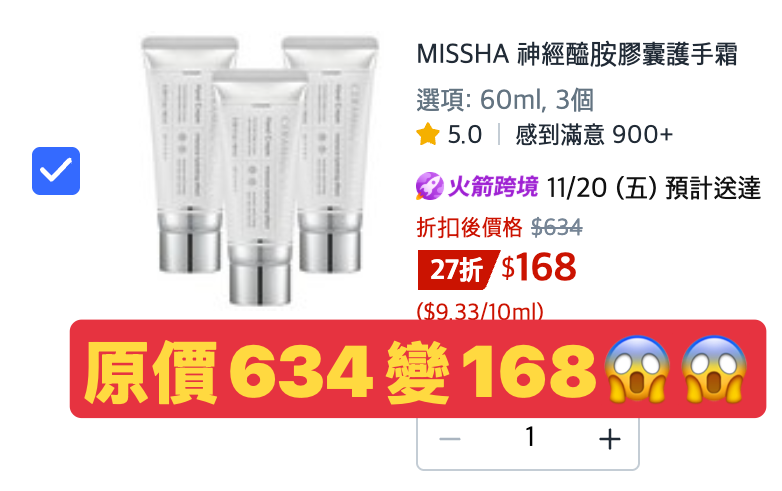 MISSHA 神經醯胺膠囊護手霜
選項: 60ml, 3個
5.0 | 感到滿意 900+
火箭跨境 11/20 (五) 預計送達
折扣後價格 $634
27折 $168
($9.33/10ml)
原價634變168😱😱
− 1 +